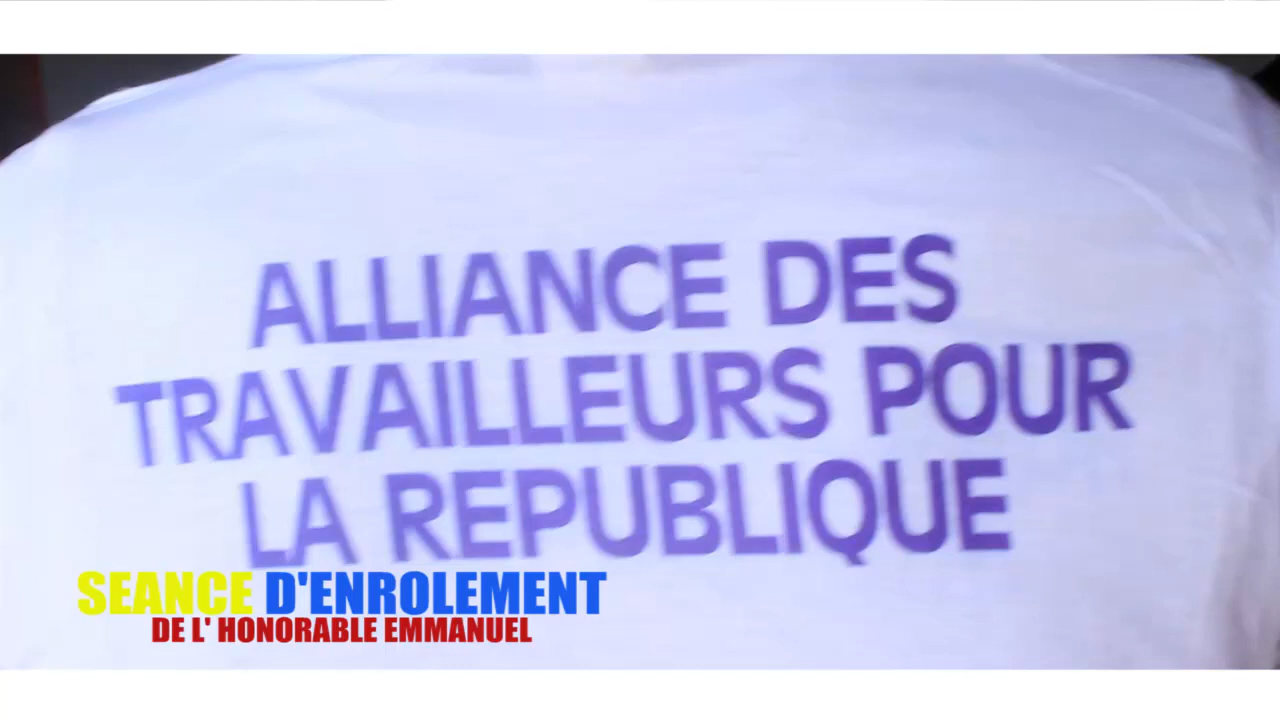 ALLIANCE DES
TRAVAILLEURS POUR
LA REPUBLIQUE
SEANCE D'ENROLEMENT
DE L' HONORABLE EMMANUEL